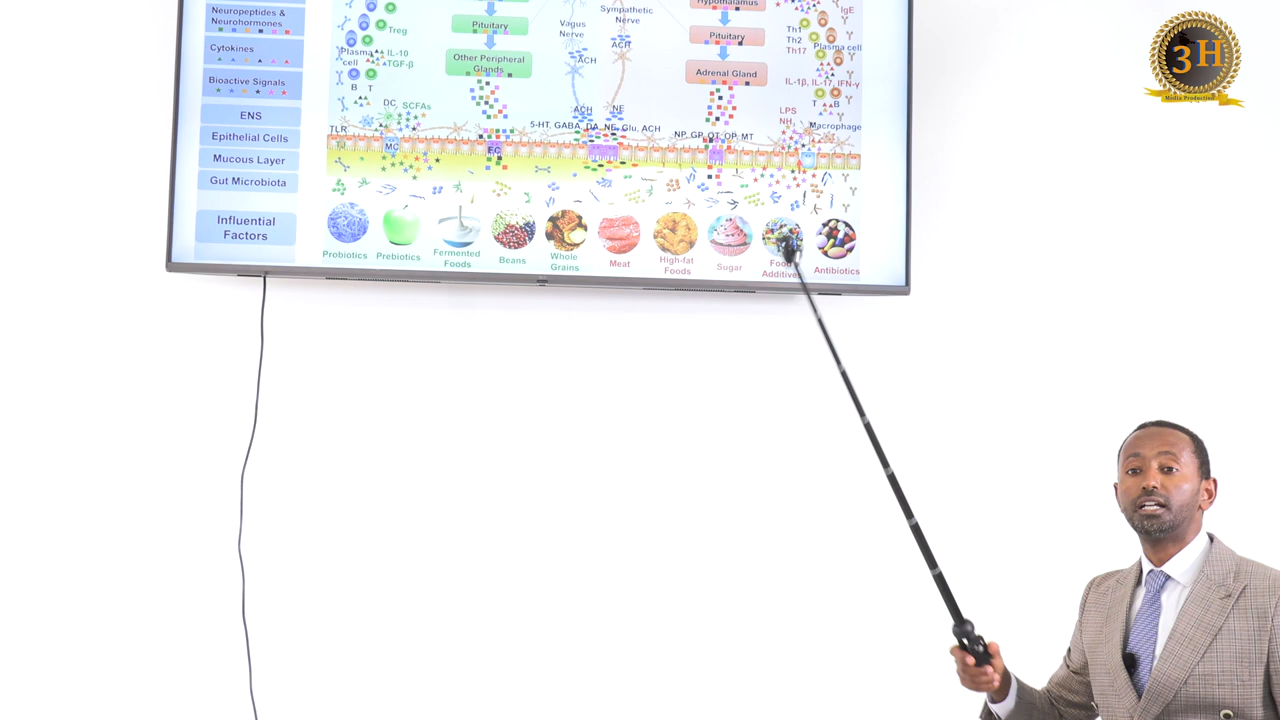 Neuropeptides &
Neurohormones
Cytokines
Bioactive Signals
ENS
Epithelial Cells
Mucous Layer
Gut Microbiota
Influential
Factors
Treg
Plasma
cell
IL-10
TGF-β
B T
DC SCFAs
TLR
TJ
MC
Pituitary
Other Peripheral
Glands
EC
Vagus
Nerve
Sympathetic
Nerve
ACH
ACH
ACH NE
5-HT, GABA, DA, NE, Glu, ACH
Hypothalamus
Pituitary
Adrenal Gland
NP, GP, OT, OP, MT
IgE
Th1
Th2
Th17
Plasma cell
IL-1β, IL-17, IFN-γ
T B
LPS
Macrophage
Probiotics
Prebiotics
Fermented
Foods
Beans
Whole
Grains
Meat
High-fat
Foods
Sugar
Food
Additives
Antibiotics
3H
Media Production